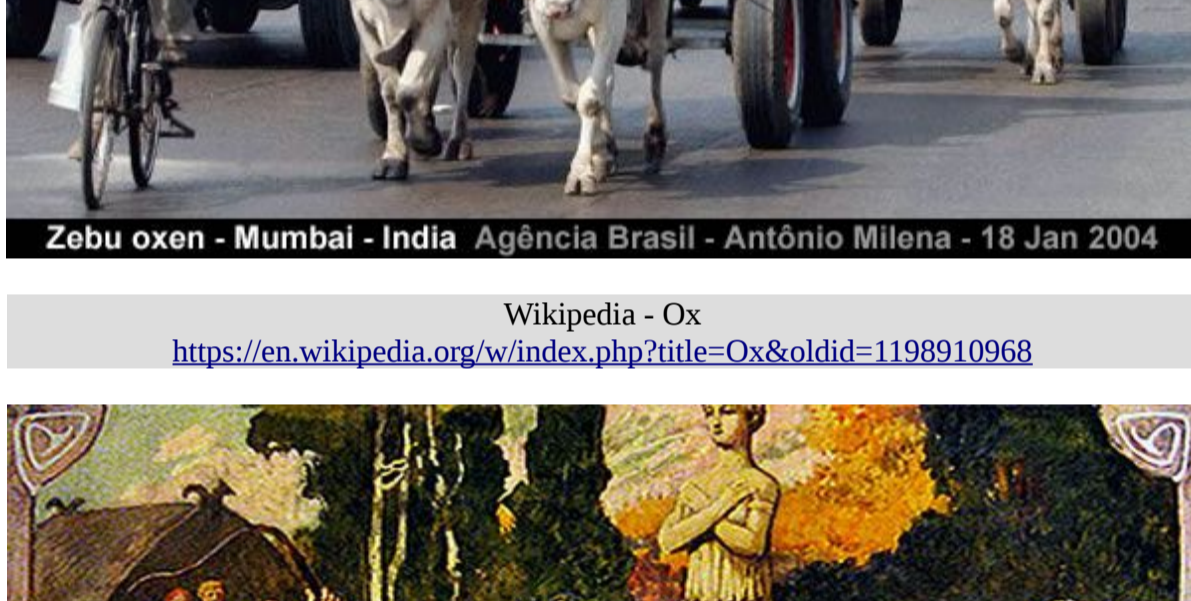 Zebu oxen - Mumbai - India Agência Brasil - Antônio Milena - 18 Jan 2004
Wikipedia - Ox
https://en.wikipedia.org/w/index.php?title=Ox&oldid=1198910968